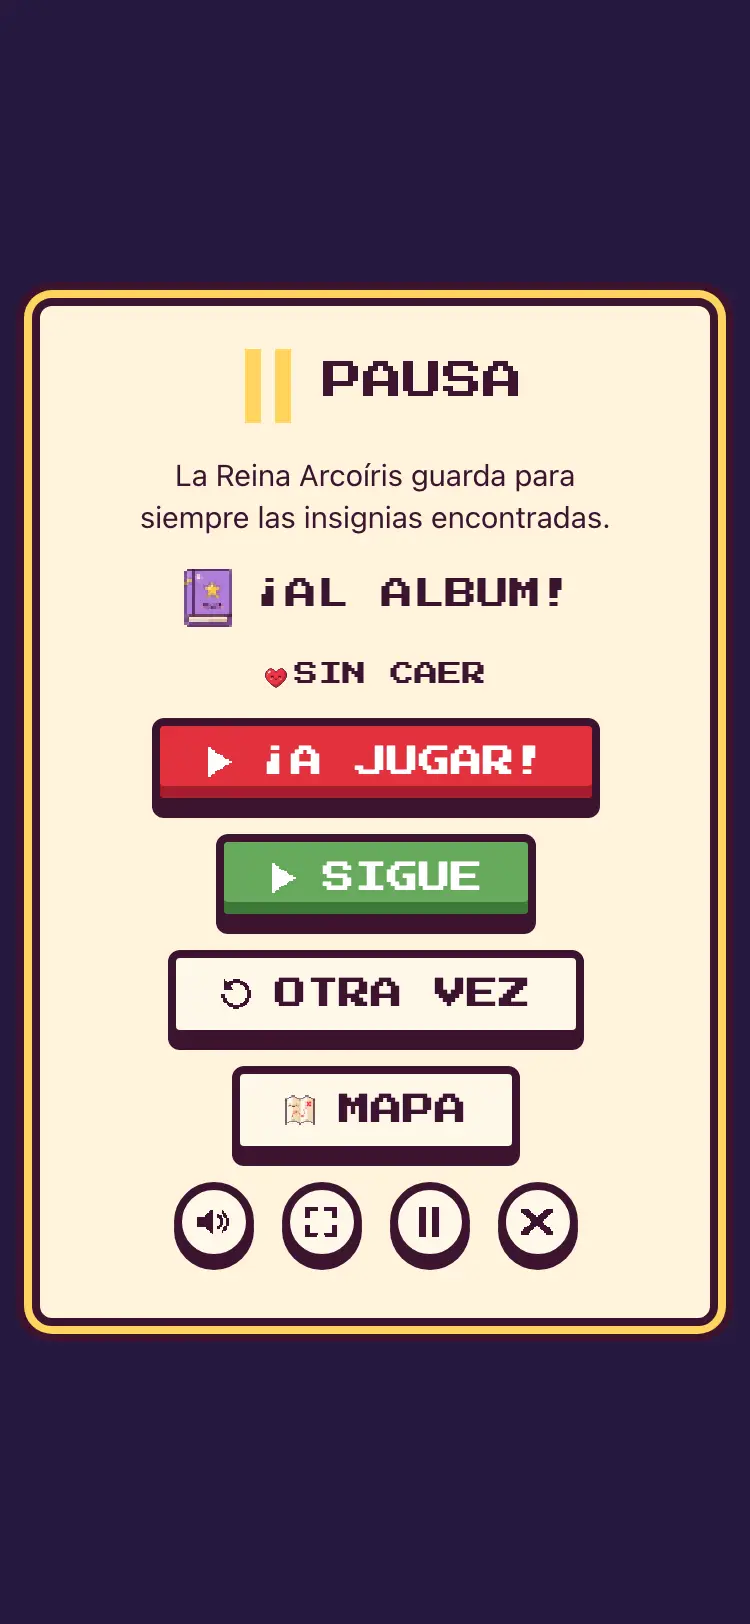 PAUSA
La Reina Arcoíris guarda para
siempre las insignias encontradas.
¡AL ALBUM!
SIN CAER
¡A JUGAR!
SIGUE
OTRA VEZ
MAPA